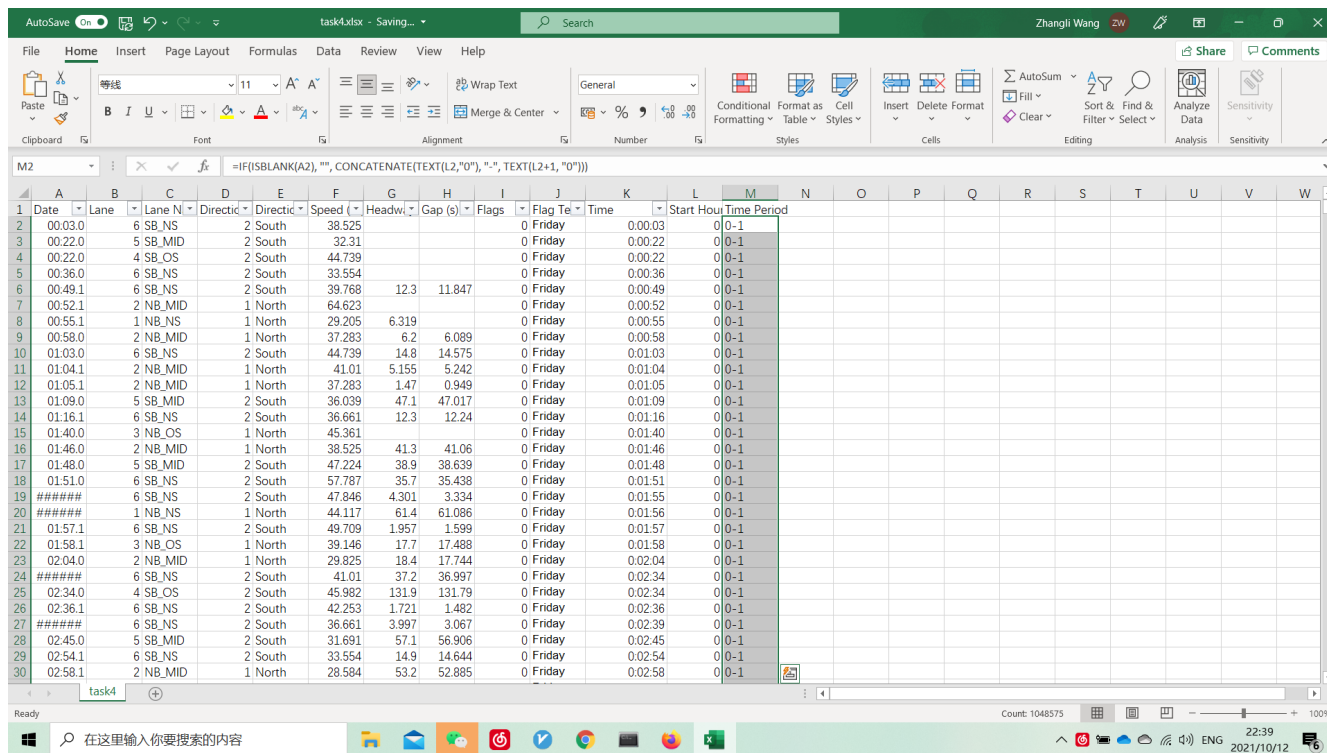 AutoSave On task4.xlsx - Saving... Search Zhangli Wang ZW
File Home Insert Page Layout Formulas Data Review View Help Share Comments
等线 11 A A Wrap Text General AutoSum
Paste B I U A abc Merge & Center % Conditional Formatting Format as Table Cell Styles Insert Delete Format Fill Clear Sort & Filter Find & Select Analyze Data Sensitivity
Clipboard Font Alignment Number Styles Cells Editing Analysis Sensitivity
M2 fx =IF(ISBLANK(A2), "", CONCATENATE(TEXT(L2,"0"), "-", TEXT(L2+1, "0")))
A B C D E F G H I J K L M N O P Q R S T U V W
1 Date Lane Lane N Directic Directic Speed ( Headw Gap (s) Flags Flag Te Time Start Hour Time Period
2 00:03.0 6 SB_NS 2 South 38.525 0 Friday 0:00:03 0 0-1
3 00:22.0 5 SB_MID 2 South 32.31 0 Friday 0:00:22 0 0-1
4 00:22.0 4 SB_OS 2 South 44.739 0 Friday 0:00:22 0 0-1
5 00:36.0 6 SB_NS 2 South 33.554 0 Friday 0:00:36 0 0-1
6 00:49.1 6 SB_NS 2 South 39.768 12.3 11.847 0 Friday 0:00:49 0 0-1
7 00:52.1 2 NB_MID 1 North 64.623 0 Friday 0:00:52 0 0-1
8 00:55.1 1 NB_NS 1 North 29.205 6.319 0 Friday 0:00:55 0 0-1
9 00:58.0 2 NB_MID 1 North 37.283 6.2 6.089 0 Friday 0:00:58 0 0-1
10 01:03.0 6 SB_NS 2 South 44.739 14.8 14.575 0 Friday 0:01:03 0 0-1
11 01:04.1 2 NB_MID 1 North 41.01 5.155 5.242 0 Friday 0:01:04 0 0-1
12 01:05.1 2 NB_MID 1 North 37.283 1.47 0.949 0 Friday 0:01:05 0 0-1
13 01:09.0 5 SB_MID 2 South 36.039 47.1 47.017 0 Friday 0:01:09 0 0-1
14 01:16.1 6 SB_NS 2 South 36.661 12.3 12.24 0 Friday 0:01:16 0 0-1
15 01:40.0 3 NB_OS 1 North 45.361 0 Friday 0:01:40 0 0-1
16 01:46.0 2 NB_MID 1 North 38.525 41.3 41.06 0 Friday 0:01:46 0 0-1
17 01:48.0 5 SB_MID 2 South 47.224 38.9 38.639 0 Friday 0:01:48 0 0-1
18 01:51.0 6 SB_NS 2 South 57.787 35.7 35.438 0 Friday 0:01:51 0 0-1
19 ###### 6 SB_NS 2 South 47.846 4.301 3.334 0 Friday 0:01:55 0 0-1
20 ###### 1 NB_NS 1 North 44.117 61.4 61.086 0 Friday 0:01:56 0 0-1
21 01:57.1 6 SB_NS 2 South 49.709 1.957 1.599 0 Friday 0:01:57 0 0-1
22 01:58.1 3 NB_OS 1 North 39.146 17.7 17.488 0 Friday 0:01:58 0 0-1
23 02:04.0 2 NB_MID 1 North 29.825 18.4 17.744 0 Friday 0:02:04 0 0-1
24 ###### 6 SB_NS 2 South 41.01 37.2 36.997 0 Friday 0:02:34 0 0-1
25 02:34.0 4 SB_OS 2 South 45.982 131.9 131.79 0 Friday 0:02:34 0 0-1
26 02:36.1 6 SB_NS 2 South 42.253 1.721 1.482 0 Friday 0:02:36 0 0-1
27 ###### 6 SB_NS 2 South 36.661 3.997 3.067 0 Friday 0:02:39 0 0-1
28 02:45.0 5 SB_MID 2 South 31.691 57.1 56.906 0 Friday 0:02:45 0 0-1
29 02:54.1 6 SB_NS 2 South 33.554 14.9 14.644 0 Friday 0:02:54 0 0-1
30 02:58.1 2 NB_MID 1 North 28.584 53.2 52.885 0 Friday 0:02:58 0 0-1
task4
Ready Count: 1048575 100%
在这里输入你要搜索的内容 ENG 22:39
2021/10/12 6